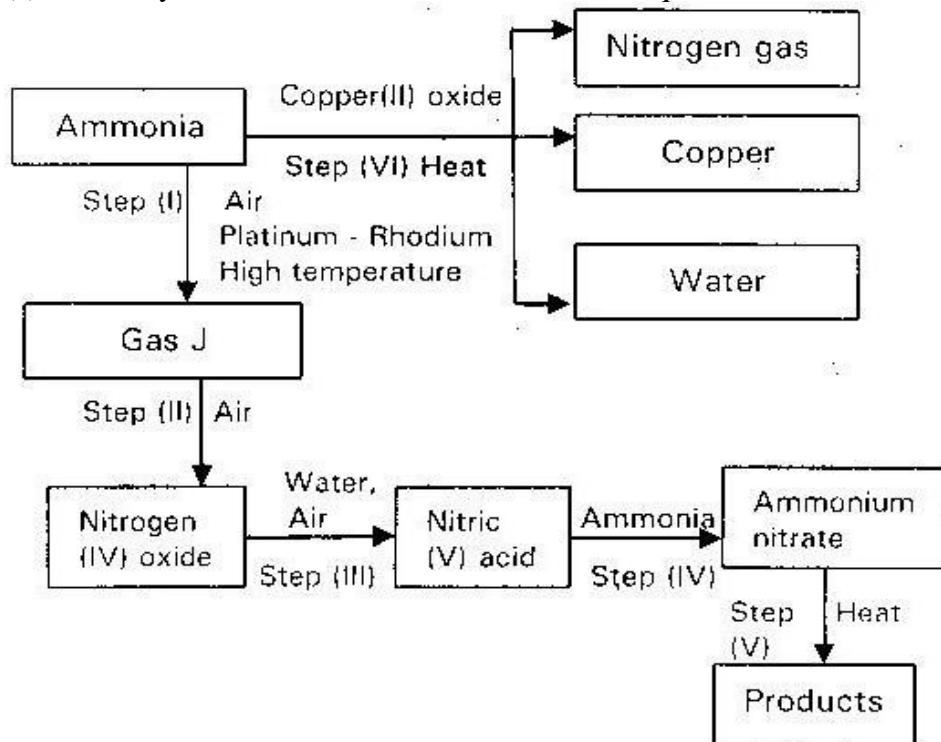 Nitrogen gas
Copper(II) oxide
Ammonia
Copper
Step (VI) Heat
Step (I)
Air
Platinum - Rhodium
High temperature
Water
Gas J
Step (II)
Air
Water,
Air
Nitrogen
(IV) oxide
Step (III)
Nitric
(V) acid
Ammonia
Step (IV)
Ammonium
nitrate
Step
(V)
Heat
Products